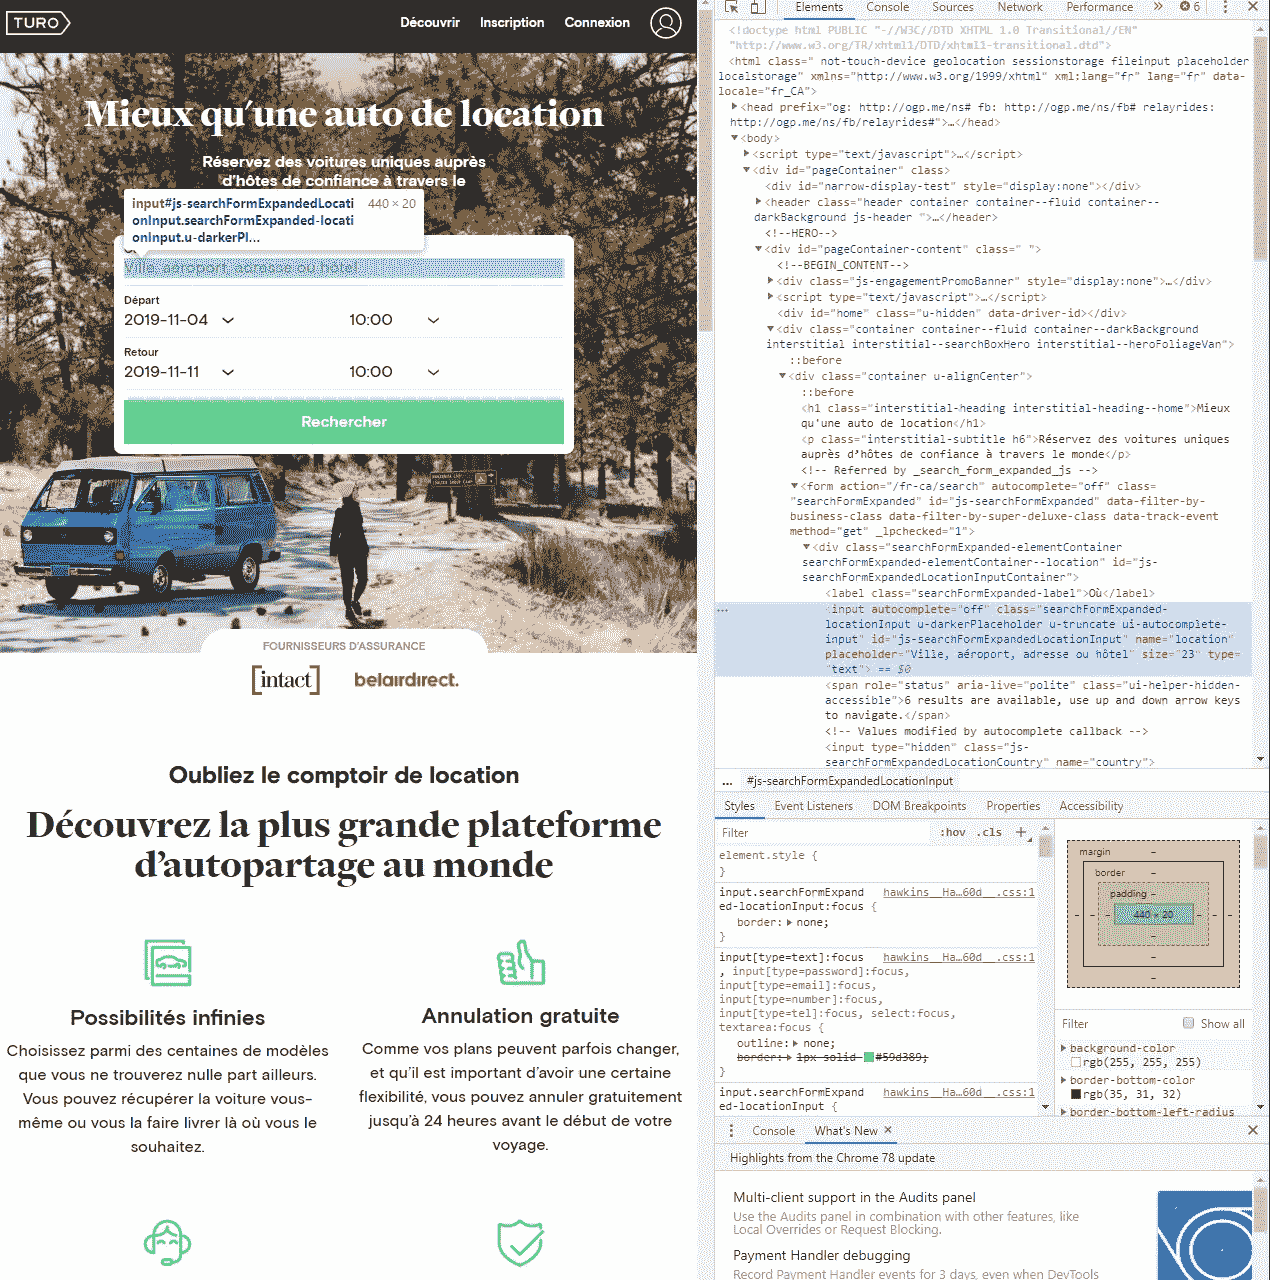 TURO
Découvrir
Inscription
Connexion
Mieux qu'une auto de location
Réservez des voitures uniques auprès
d'hôtes de confiance à travers le
input#js-searchFormExpandedLocati
onInput.searchFormExpanded-locati
onInput.u-darkerPl...
440 × 20
Ville, aéroport, adresse ou hôtel
Départ
2019-11-04
10:00
Retour
2019-11-11
10:00
Rechercher
FOURNISSEURS D'ASSURANCE
[intact]
belairdirect.
Oubliez le comptoir de location
Découvrez la plus grande plateforme
d'autopartage au monde
Possibilités infinies
Choisissez parmi des centaines de modèles
que vous ne trouverez nulle part ailleurs.
Vous pouvez récupérer la voiture vous-
même ou vous la faire livrer là où vous le
souhaitez.
Annulation gratuite
Comme vos plans peuvent parfois changer,
et qu'il est important d'avoir une certaine
flexibilité, vous pouvez annuler gratuitement
jusqu'à 24 heures avant le début de votre
voyage.
Elements
Console
Sources
Network
Performance
»
6
<!doctype html PUBLIC "-//W3C//DTD XHTML 1.0 Transitional//EN"
"http://www.w3.org/TR/xhtml1/DTD/xhtml1-transitional.dtd">
<html class=" not-touch-device geolocation sessionstorage fileinput placeholder
localstorage" xmlns="http://www.w3.org/1999/xhtml" xml:lang="fr" lang="fr" data-
locale="fr_CA">
<head prefix="og: http://ogp.me/ns# fb: http://ogp.me/ns/fb# relayrides:
http://ogp.me/ns/fb/relayrides#">…</head>
<body>
<script type="text/javascript">…</script>
<div id="pageContainer" class>
<div id="narrow-display-test" style="display:none"></div>
<header class="header container container--fluid container--
darkBackground js-header ">…</header>
<!--HERO-->
<div id="pageContainer-content" class=" ">
<!--BEGIN_CONTENT-->
<div class="js-engagementPromoBanner" style="display:none">…</div>
<script type="text/javascript">…</script>
<div id="home" class="u-hidden" data-driver-id></div>
<div class="container container--fluid container--darkBackground
interstitial interstitial--searchBoxHero interstitial--heroFoliageVan">
::before
<div class="container u-alignCenter">
::before
<h1 class="interstitial-heading interstitial-heading--home">Mieux
qu'une auto de location</h1>
<p class="interstitial-subtitle h6">Réservez des voitures uniques
auprès d'hôtes de confiance à travers le monde</p>
<!-- Referred by _search_form_expanded_js -->
<form action="/fr-ca/search" autocomplete="off" class=
"searchFormExpanded" id="js-searchFormExpanded" data-filter-by-
business-class data-filter-by-super-deluxe-class data-track-event
method="get" _lpchecked="1">
<div class="searchFormExpanded-elementContainer
searchFormExpanded-elementContainer--location" id="js-
searchFormExpandedLocationInputContainer">
<label class="searchFormExpanded-label">Où</label>
<input autocomplete="off" class="searchFormExpanded-
locationInput u-darkerPlaceholder u-truncate ui-autocomplete-
input" id="js-searchFormExpandedLocationInput" name="location"
placeholder="Ville, aéroport, adresse ou hôtel" size="23" type=
"text"> == $0
<span role="status" aria-live="polite" class="ui-helper-hidden-
accessible">6 results are available, use up and down arrow keys
to navigate.</span>
<!-- Values modified by autocomplete callback -->
<input type="hidden" class="js-
searchFormExpandedLocationCountry" name="country">
... #js-searchFormExpandedLocationInput
Styles
Event Listeners
DOM Breakpoints
Properties
Accessibility
Filter
:hov .cls +
element.style {
}
input.searchFormExpand hawkins__Ha…60d__.css:1
ed-locationInput:focus {
border: none;
}
input[type=text]:focus hawkins__Ha…60d__.css:1
, input[type=password]:focus,
input[type=email]:focus,
input[type=number]:focus,
input[type=tel]:focus, select:focus,
textarea:focus {
outline: none;
border: 1px solid #59d389;
}
input.searchFormExpand hawkins__Ha…60d__.css:1
ed-locationInput {
margin –
border –
padding –
– – – 440 × 20 – – –
–
–
–
Filter
Show all
background-color
rgb(255, 255, 255)
border-bottom-color
rgb(35, 31, 32)
border-bottom-left-radius
Console
What's New ×
Highlights from the Chrome 78 update
Multi-client support in the Audits panel
Use the Audits panel in combination with other features, like
Local Overrides or Request Blocking.
Payment Handler debugging
Record Payment Handler events for 3 days, even when DevTools